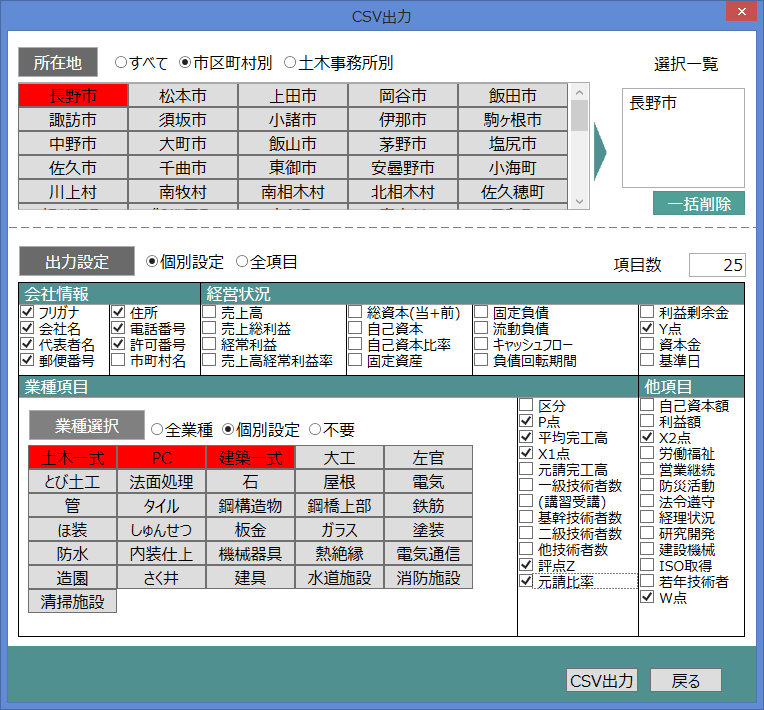 CSV出力
所在地 すべて 市区町村別 土木事務所別 選択一覧
長野市 松本市 上田市 岡谷市 飯田市 長野市
諏訪市 須坂市 小諸市 伊那市 駒ヶ根市
中野市 大町市 飯山市 茅野市 塩尻市
佐久市 千曲市 東御市 安曇野市 小海町
川上村 南牧村 南相木村 北相木村 佐久穂町
一括削除
出力設定 個別設定 全項目 項目数 25
会社情報 経営状況
フリガナ 住所 売上高 総資本(当+前) 固定負債 利益剰余金
会社名 電話番号 売上総利益 自己資本 流動負債 Y点
代表者名 許可番号 経常利益 自己資本比率 キャッシュフロー 資本金
郵便番号 市町村名 売上高経常利益率 固定資産 負債回転期間 基準日
業種項目 他項目
業種選択 全業種 個別設定 不要
土木一式 PC 建築一式 大工 左官
とび土工 法面処理 石 屋根 電気
管 タイル 鋼構造物 鋼橋上部 鉄筋
ほ装 しゅんせつ 板金 ガラス 塗装
防水 内装仕上 機械器具 熱絶縁 電気通信
造園 さく井 建具 水道施設 消防施設
清掃施設
区分
P点
平均完工高
X1点
元請完工高
一級技術者数
(講習受講)
基幹技術者数
二級技術者数
他技術者数
評点Z
元請比率
自己資本額
利益額
X2点
労働福祉
営業継続
防災活動
法令遵守
経理状況
研究開発
建設機械
ISO取得
若年技術者
W点
CSV出力 戻る